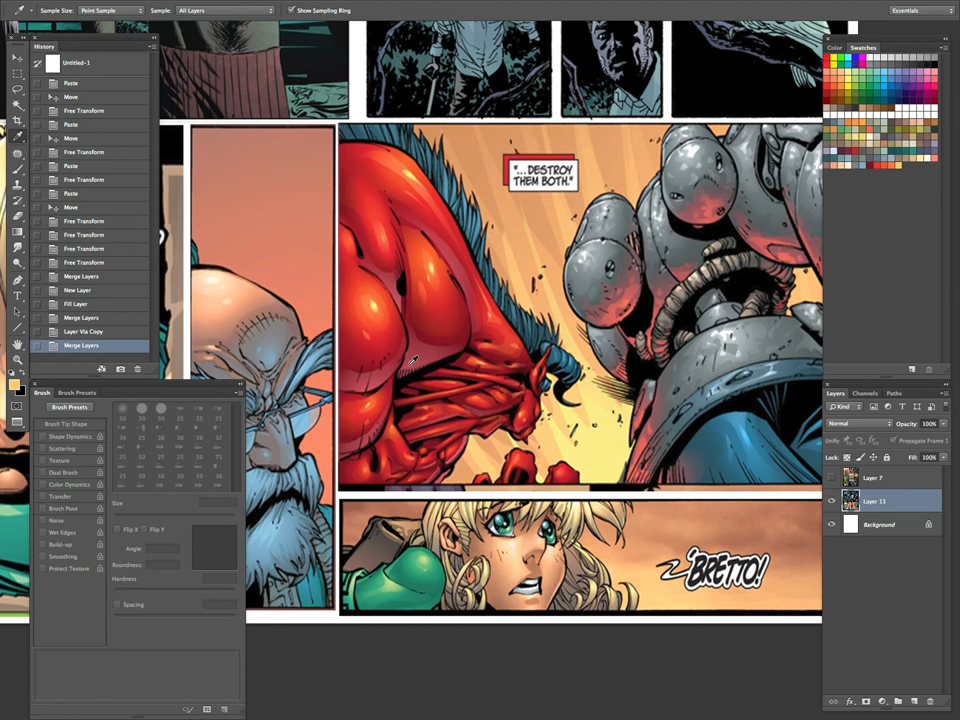 Sample Size: Point Sample Sample: All Layers Show Sampling Ring Essentials
History
Untitled-1
Paste
Move
Free Transform
Paste
Move
Free Transform
Paste
Free Transform
Paste
Move
Free Transform
Free Transform
Free Transform
Free Transform
Merge Layers
New Layer
Fill Layer
Merge Layers
Layer Via Copy
Merge Layers
"...DESTROY
THEM BOTH."
'BRETTO!
Color Swatches
Brush Brush Presets
Brush Presets
Brush Tip Shape
Shape Dynamics
Scattering
Texture
Dual Brush
Color Dynamics
Transfer
Brush Pose
Noise
Wet Edges
Build-up
Smoothing
Protect Texture
Size
Flip X Flip Y
Angle:
Roundness:
Hardness
Spacing
Layers Channels Paths
Kind
Normal Opacity: 100%
Unify: Propagate Frame 1
Lock: Fill: 100%
Layer 7
Layer 13
Background